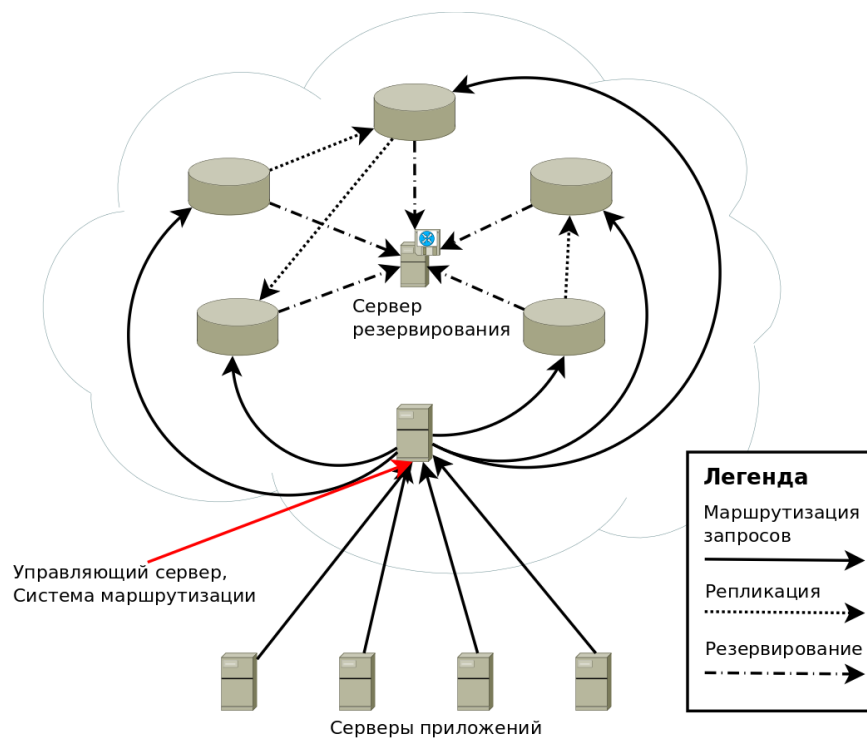 Сервер
резервирования
Управляющий сервер,
Система маршрутизации
Серверы приложений
Легенда
Маршрутизация
запросов
Репликация
Резервирование